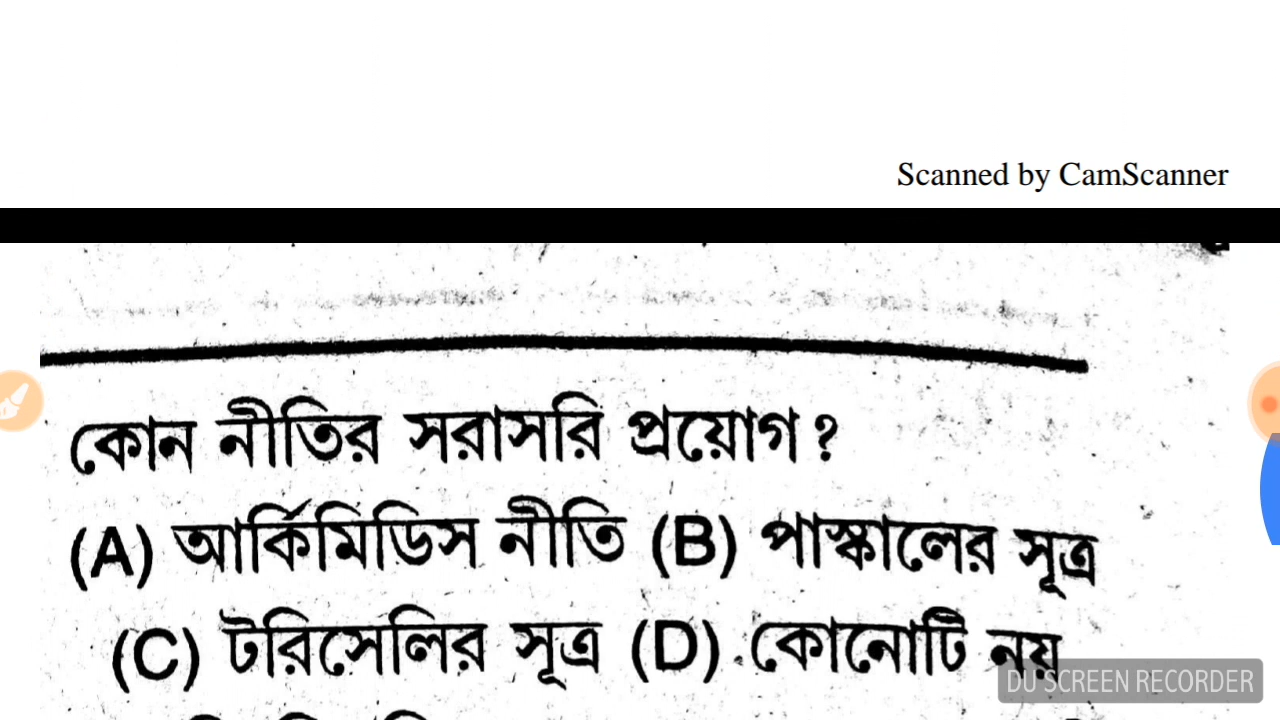 Scanned by CamScanner
কোন নীতির সরাসরি প্রয়োগ?
(A) আর্কিমিডিস নীতি (B) পাস্কালের সূত্র
(C) টরিসেলির সূত্র (D) কোনোটি নয়
DU SCREEN RECORDER